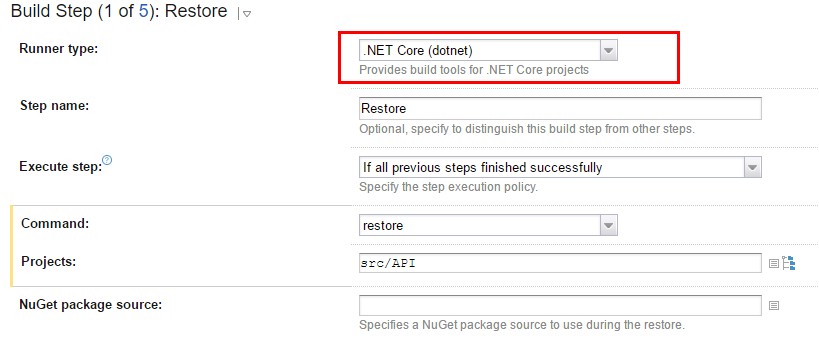 Build Step (1 of 5): Restore
Runner type:
.NET Core (dotnet)
Provides build tools for .NET Core projects
Step name:
Restore
Optional, specify to distinguish this build step from other steps.
Execute step:
If all previous steps finished successfully
Specify the step execution policy.
Command:
restore
Projects:
src/API
NuGet package source:
Specifies a NuGet package source to use during the restore.